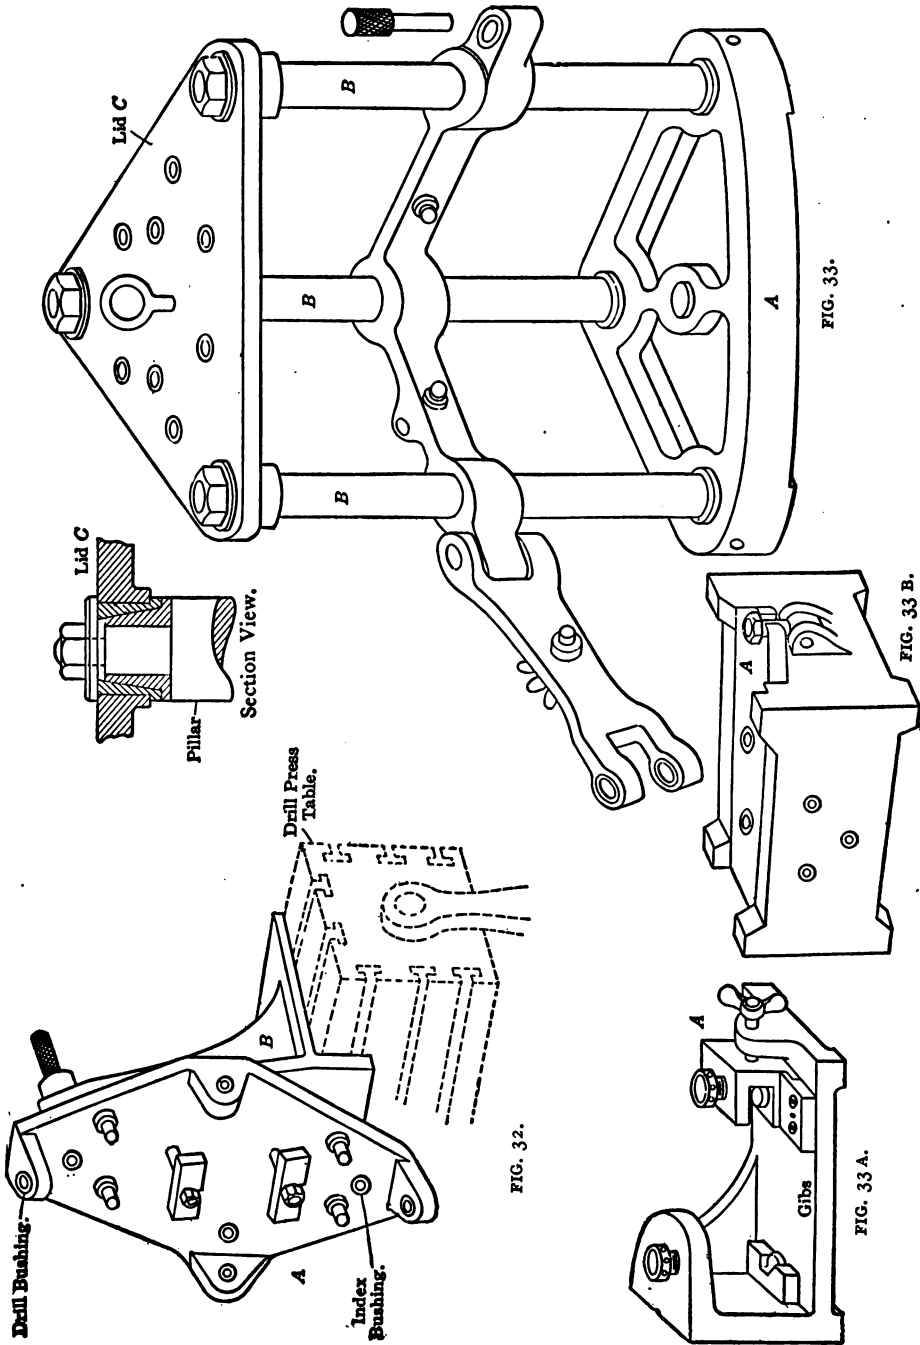 Lid C
B
B
B
A
FIG. 33.
Lid C
Pillar
Section View.
Drill Press
Table.
B
Drill Bushing.
A
Index
Bushing.
FIG. 32.
A
Gibs
FIG. 33 A.
A
FIG. 33 B.